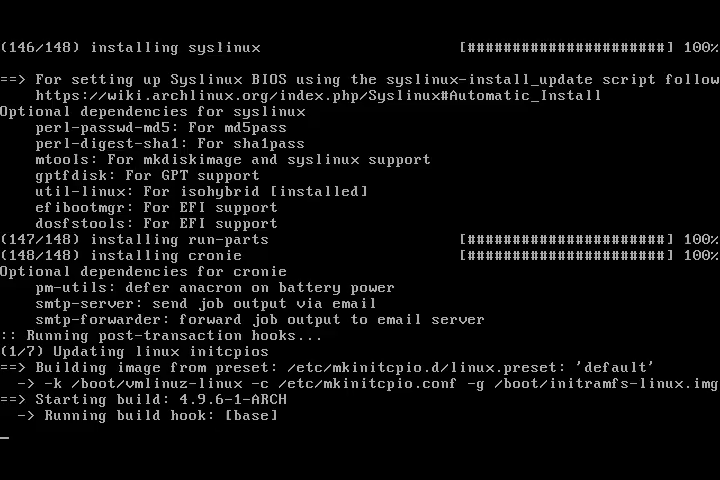 (146/148) installing syslinux [######################] 100%
==> For setting up Syslinux BIOS using the syslinux-install_update script follow
https://wiki.archlinux.org/index.php/Syslinux#Automatic_Install
Optional dependencies for syslinux
perl-passwd-md5: For md5pass
perl-digest-sha1: For sha1pass
mtools: For mkdiskimage and syslinux support
gptfdisk: For GPT support
util-linux: For isohybrid [installed]
efibootmgr: For EFI support
dosfstools: For EFI support
(147/148) installing run-parts [######################] 100%
(148/148) installing cronie [######################] 100%
Optional dependencies for cronie
pm-utils: defer anacron on battery power
smtp-server: send job output via email
smtp-forwarder: forward job output to email server
:: Running post-transaction hooks...
(1/7) Updating linux initcpios
==> Building image from preset: /etc/mkinitcpio.d/linux.preset: 'default'
-> -k /boot/vmlinuz-linux -c /etc/mkinitcpio.conf -g /boot/initramfs-linux.img
==> Starting build: 4.9.6-1-ARCH
-> Running build hook: [base]
_